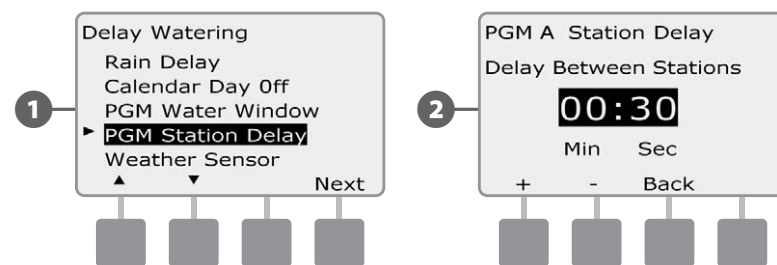 1
Delay Watering
Rain Delay
Calendar Day Off
PGM Water Window
► PGM Station Delay
Weather Sensor
▲ ▼ Next
2
PGM A Station Delay
Delay Between Stations
00:30
Min Sec
+ - Back